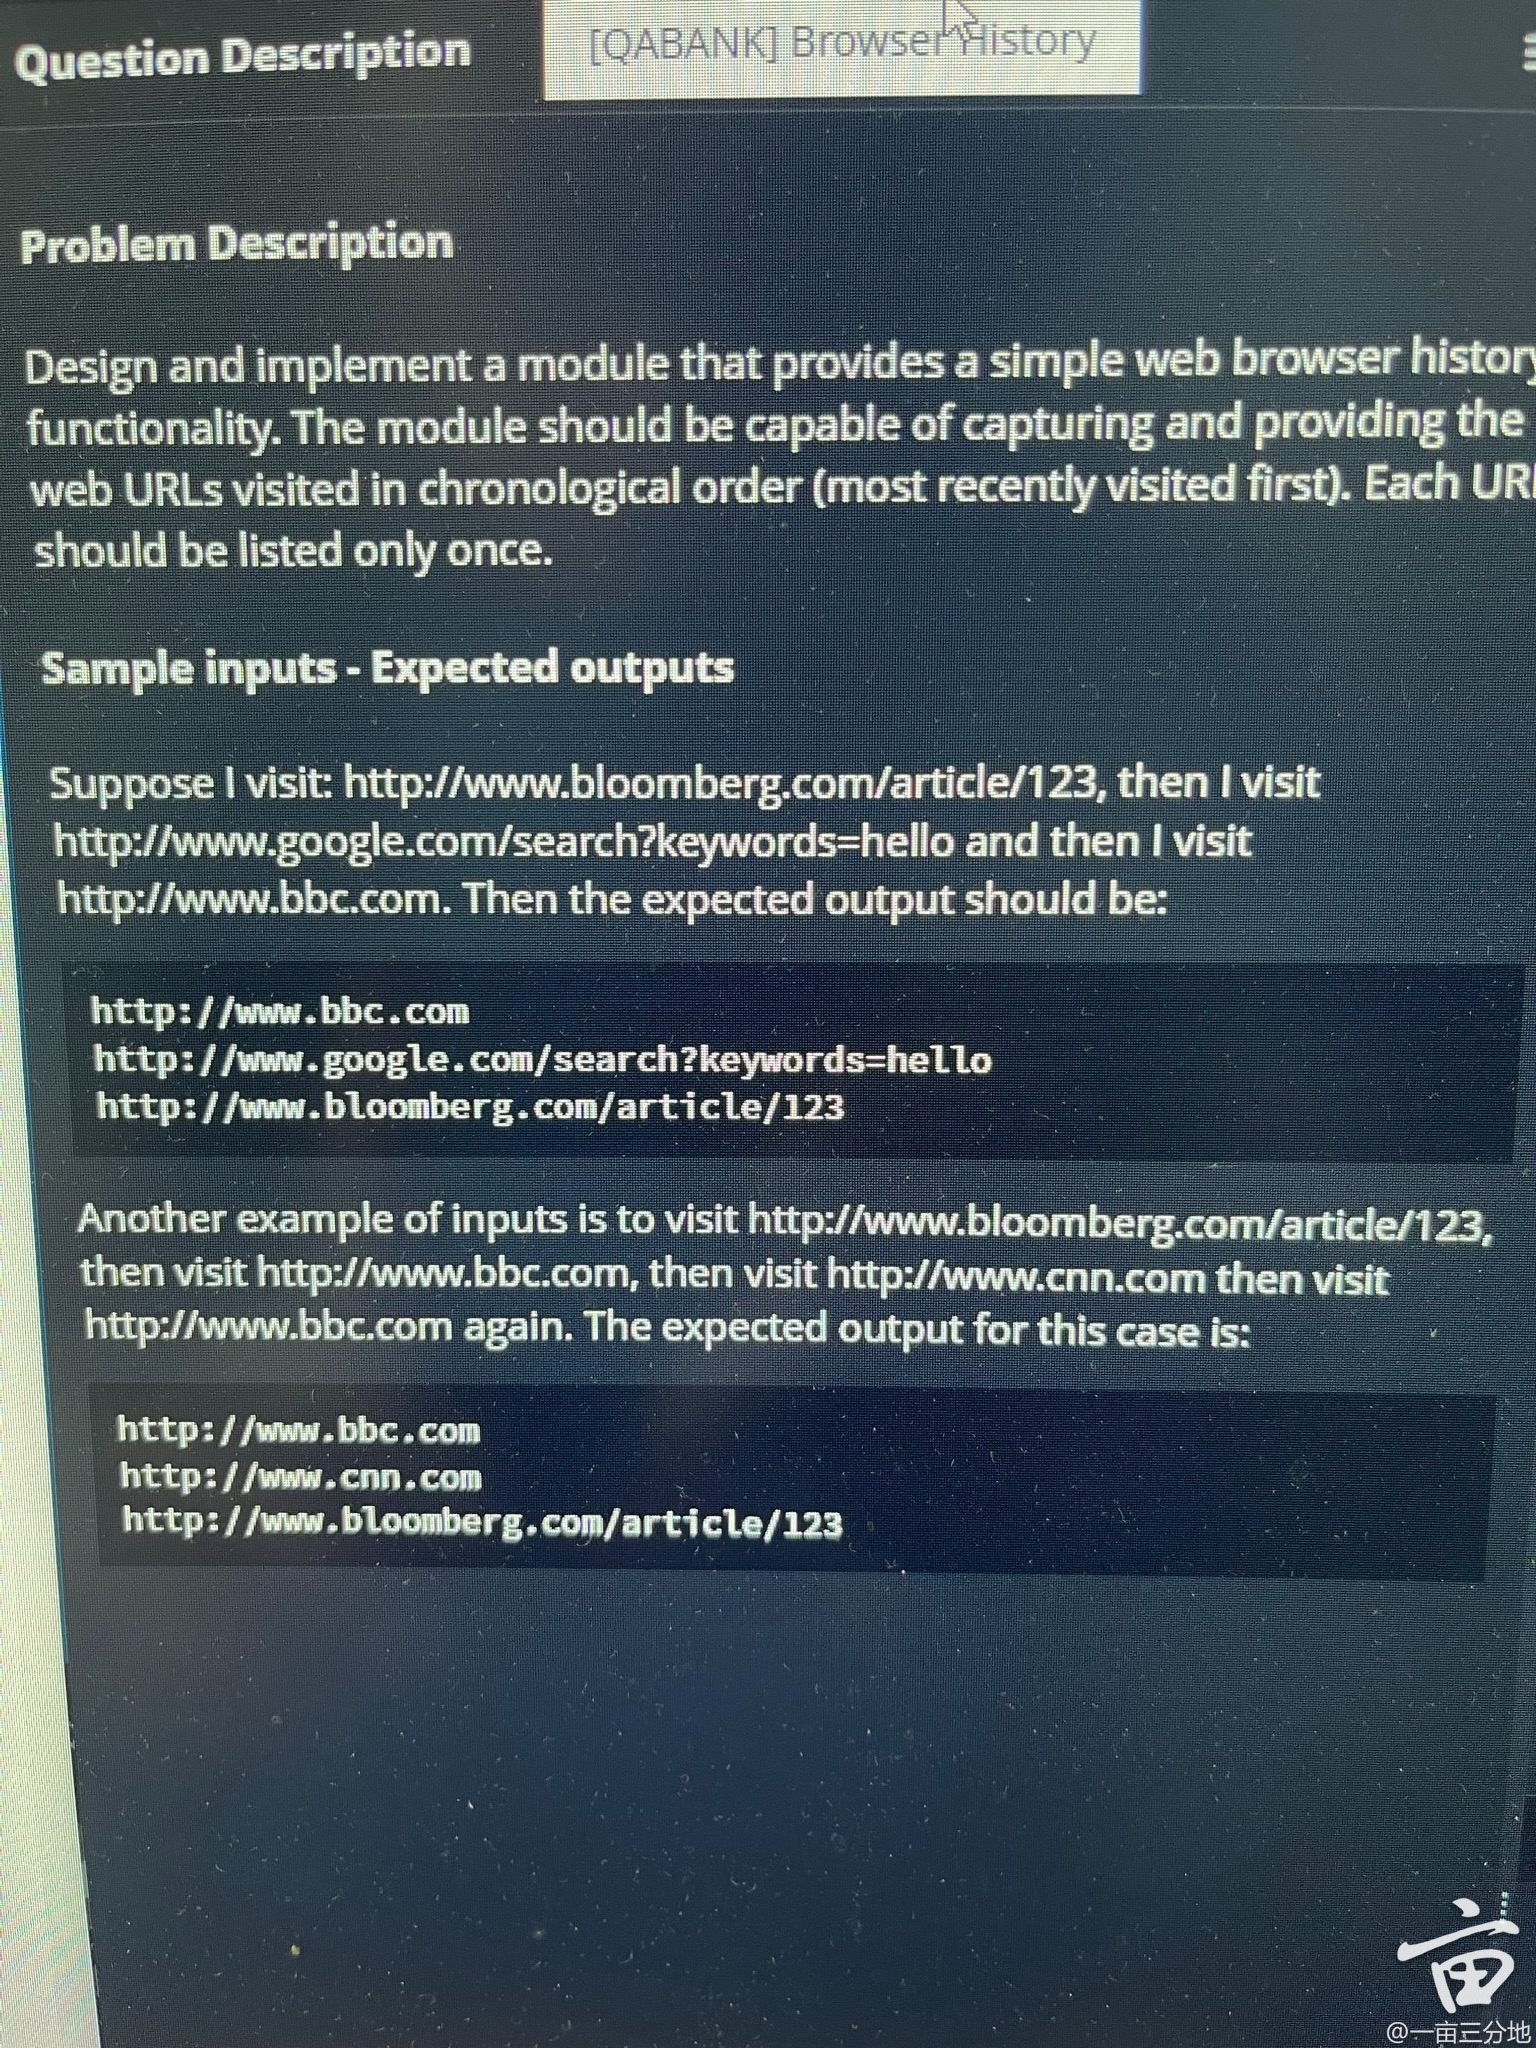 Question Description
[QABANK] Browser History
Problem Description
Design and implement a module that provides a simple web browser history
functionality. The module should be capable of capturing and providing the
web URLs visited in chronological order (most recently visited first). Each URL
should be listed only once.
Sample inputs - Expected outputs
Suppose I visit: http://www.bloomberg.com/article/123, then I visit
http://www.google.com/search?keywords=hello and then I visit
http://www.bbc.com. Then the expected output should be:
http://www.bbc.com
http://www.google.com/search?keywords=hello
http://www.bloomberg.com/article/123
Another example of inputs is to visit http://www.bloomberg.com/article/123,
then visit http://www.bbc.com, then visit http://www.cnn.com then visit
http://www.bbc.com again. The expected output for this case is:
http://www.bbc.com
http://www.cnn.com
http://www.bloomberg.com/article/123
亩
@一亩三分地